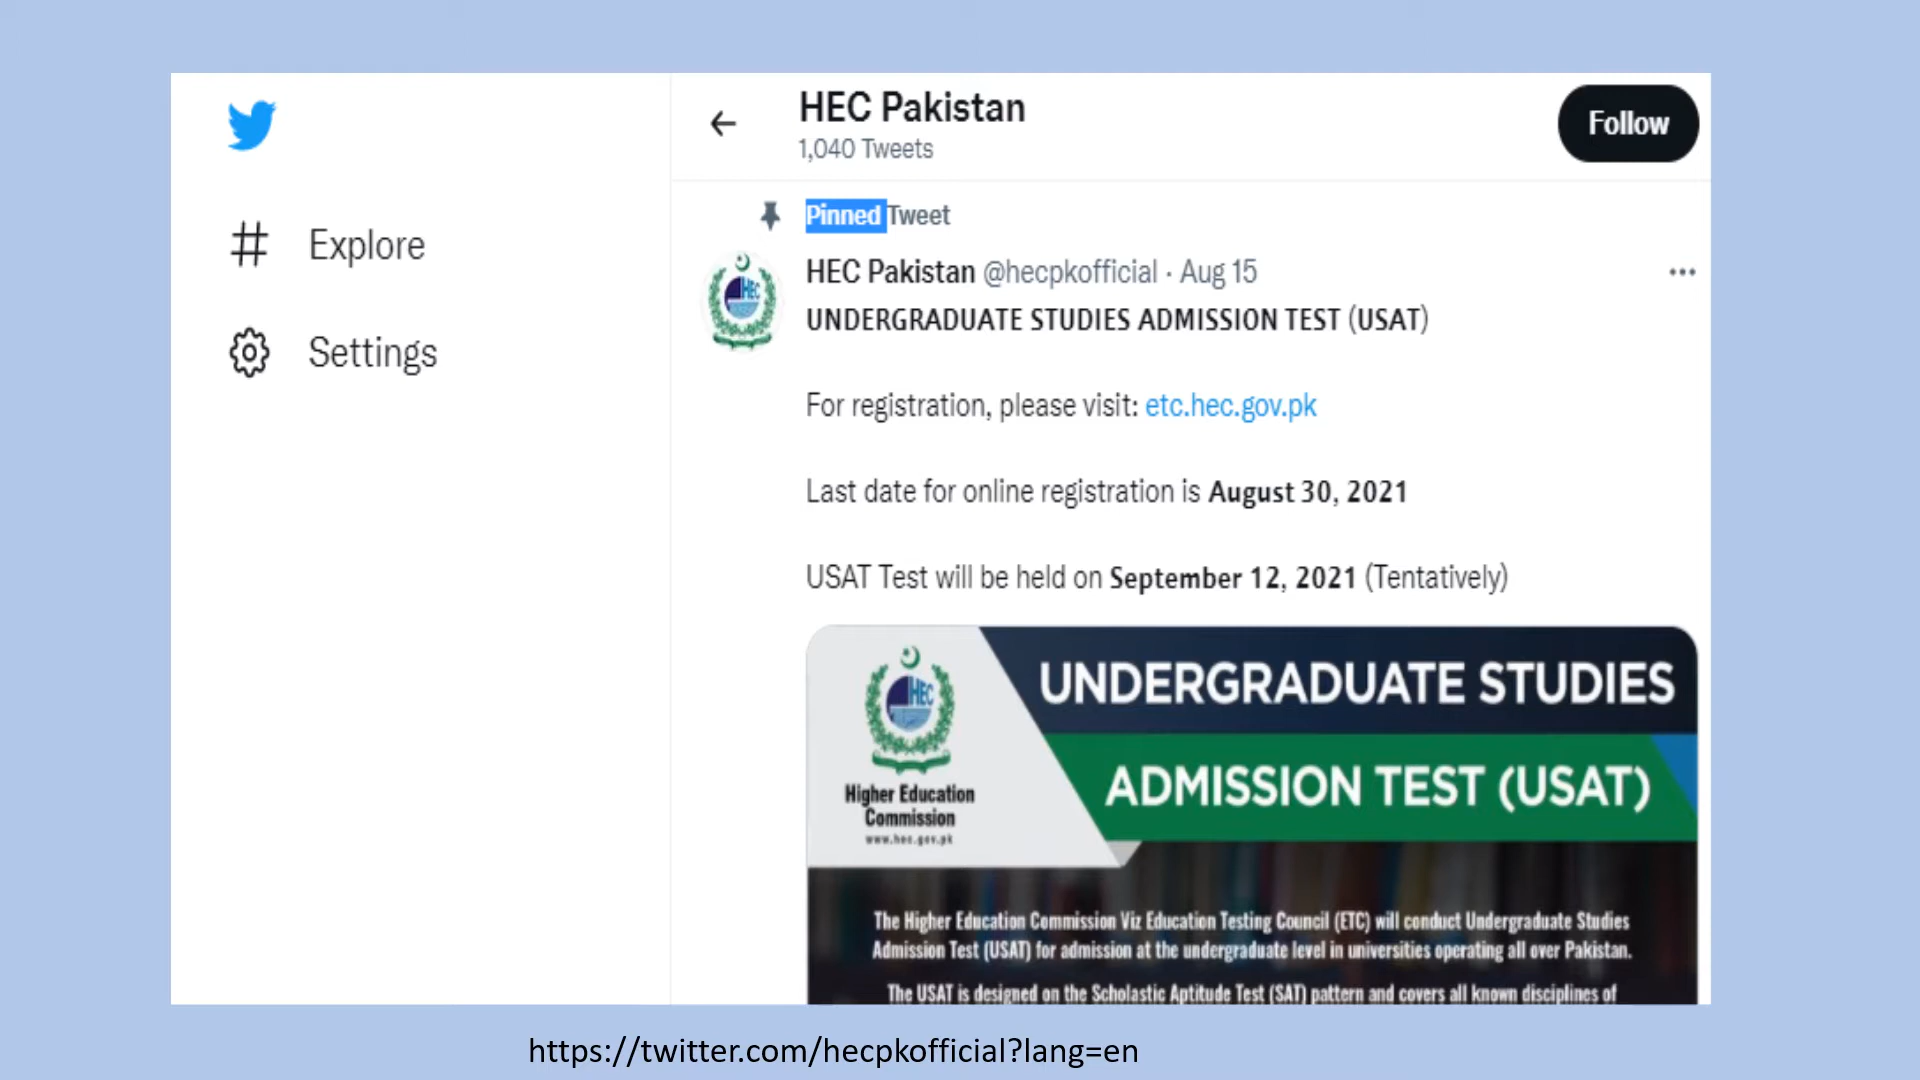 HEC Pakistan
1,040 Tweets
Follow
Explore
Settings
Pinned Tweet
HEC Pakistan @hecpkofficial · Aug 15
UNDERGRADUATE STUDIES ADMISSION TEST (USAT)
For registration, please visit: etc.hec.gov.pk
Last date for online registration is August 30, 2021
USAT Test will be held on September 12, 2021 (Tentatively)
HEC
UNDERGRADUATE STUDIES
ADMISSION TEST (USAT)
Higher Education
Commission
www.hec.gov.pk
The Higher Education Commission Viz Education Testing Council (ETC) will conduct Undergraduate Studies
Admission Test (USAT) for admission at the undergraduate level in universities operating all over Pakistan.
The USAT is designed on the Scholastic Aptitude Test (SAT) pattern and covers all known disciplines of
https://twitter.com/hecpkofficial?lang=en